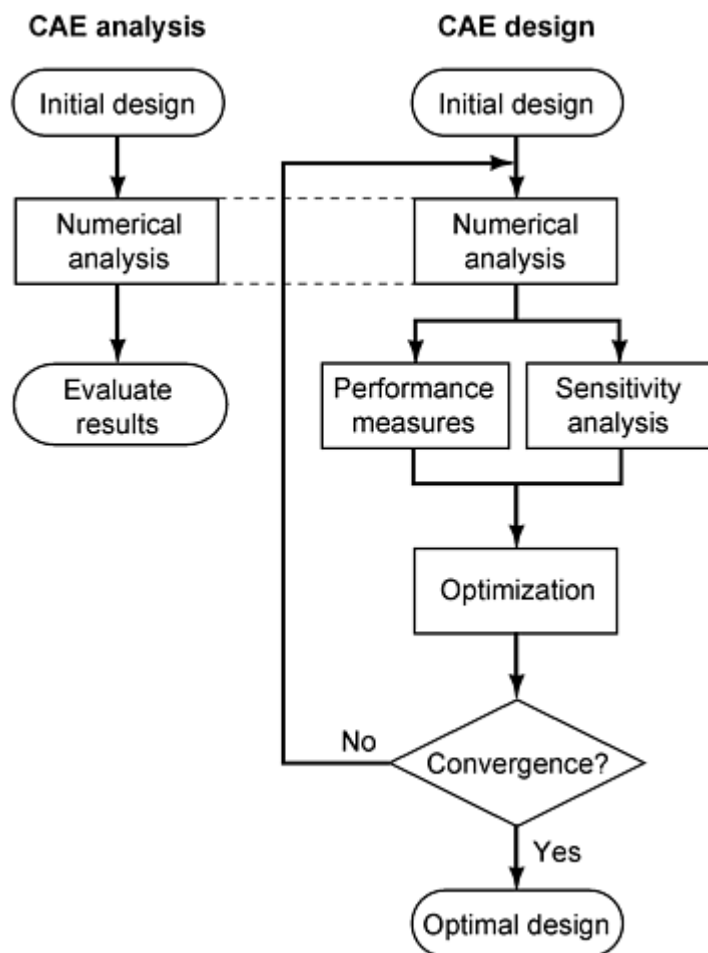 CAE analysis
Initial design
Numerical
analysis
Evaluate
results
CAE design
Initial design
Numerical
analysis
Performance
measures
Sensitivity
analysis
Optimization
Convergence?
No
Yes
Optimal design